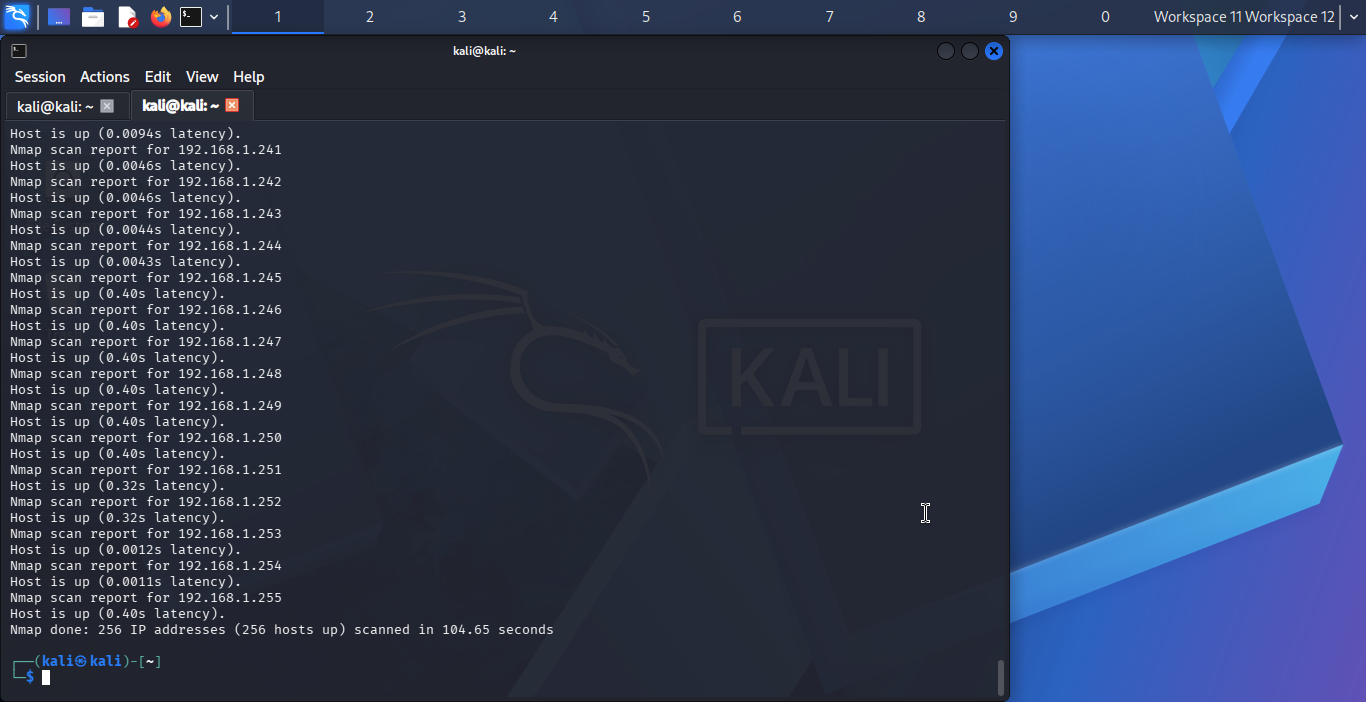 1 2 3 4 5 6 7 8 9 0 Workspace 11 Workspace 12
kali@kali: ~
Session Actions Edit View Help
kali@kali: ~ kali@kali: ~
Host is up (0.0094s latency).
Nmap scan report for 192.168.1.241
Host is up (0.0046s latency).
Nmap scan report for 192.168.1.242
Host is up (0.0046s latency).
Nmap scan report for 192.168.1.243
Host is up (0.0044s latency).
Nmap scan report for 192.168.1.244
Host is up (0.0043s latency).
Nmap scan report for 192.168.1.245
Host is up (0.40s latency).
Nmap scan report for 192.168.1.246
Host is up (0.40s latency).
Nmap scan report for 192.168.1.247
Host is up (0.40s latency).
Nmap scan report for 192.168.1.248
Host is up (0.40s latency).
Nmap scan report for 192.168.1.249
Host is up (0.40s latency).
Nmap scan report for 192.168.1.250
Host is up (0.40s latency).
Nmap scan report for 192.168.1.251
Host is up (0.32s latency).
Nmap scan report for 192.168.1.252
Host is up (0.32s latency).
Nmap scan report for 192.168.1.253
Host is up (0.0012s latency).
Nmap scan report for 192.168.1.254
Host is up (0.0011s latency).
Nmap scan report for 192.168.1.255
Host is up (0.40s latency).
Nmap done: 256 IP addresses (256 hosts up) scanned in 104.65 seconds
┌──(kali㉿kali)-[~]
└─$
KALI